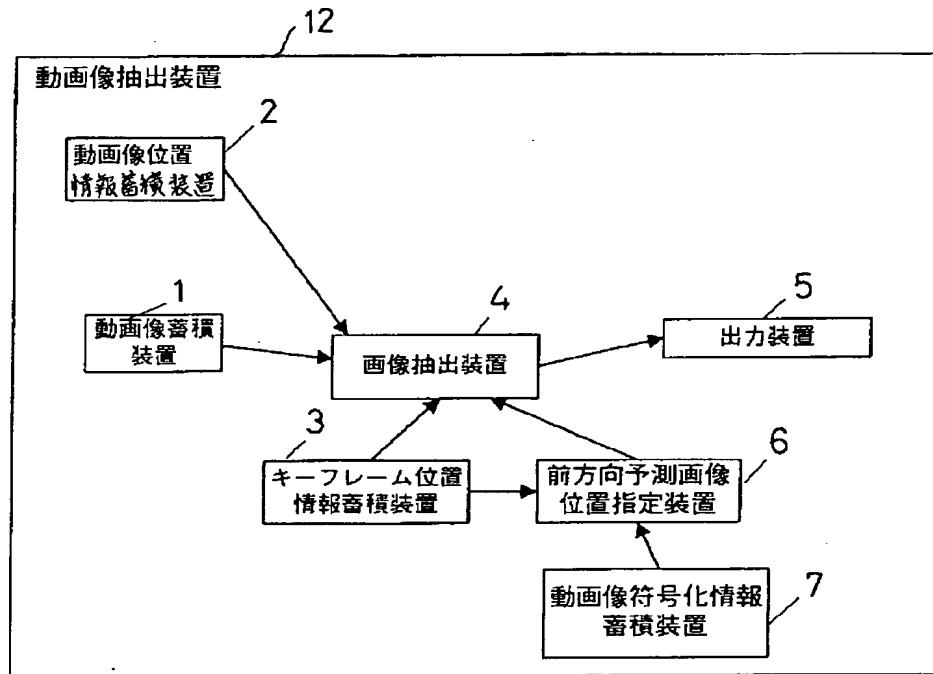 12
動画像抽出装置
2
動画像位置
情報蓄積装置
1
動画像蓄積
装置
4
画像抽出装置
5
出力装置
3
キーフレーム位置
情報蓄積装置
6
前方向予測画像
位置指定装置
動画像符号化情報
蓄積装置
7